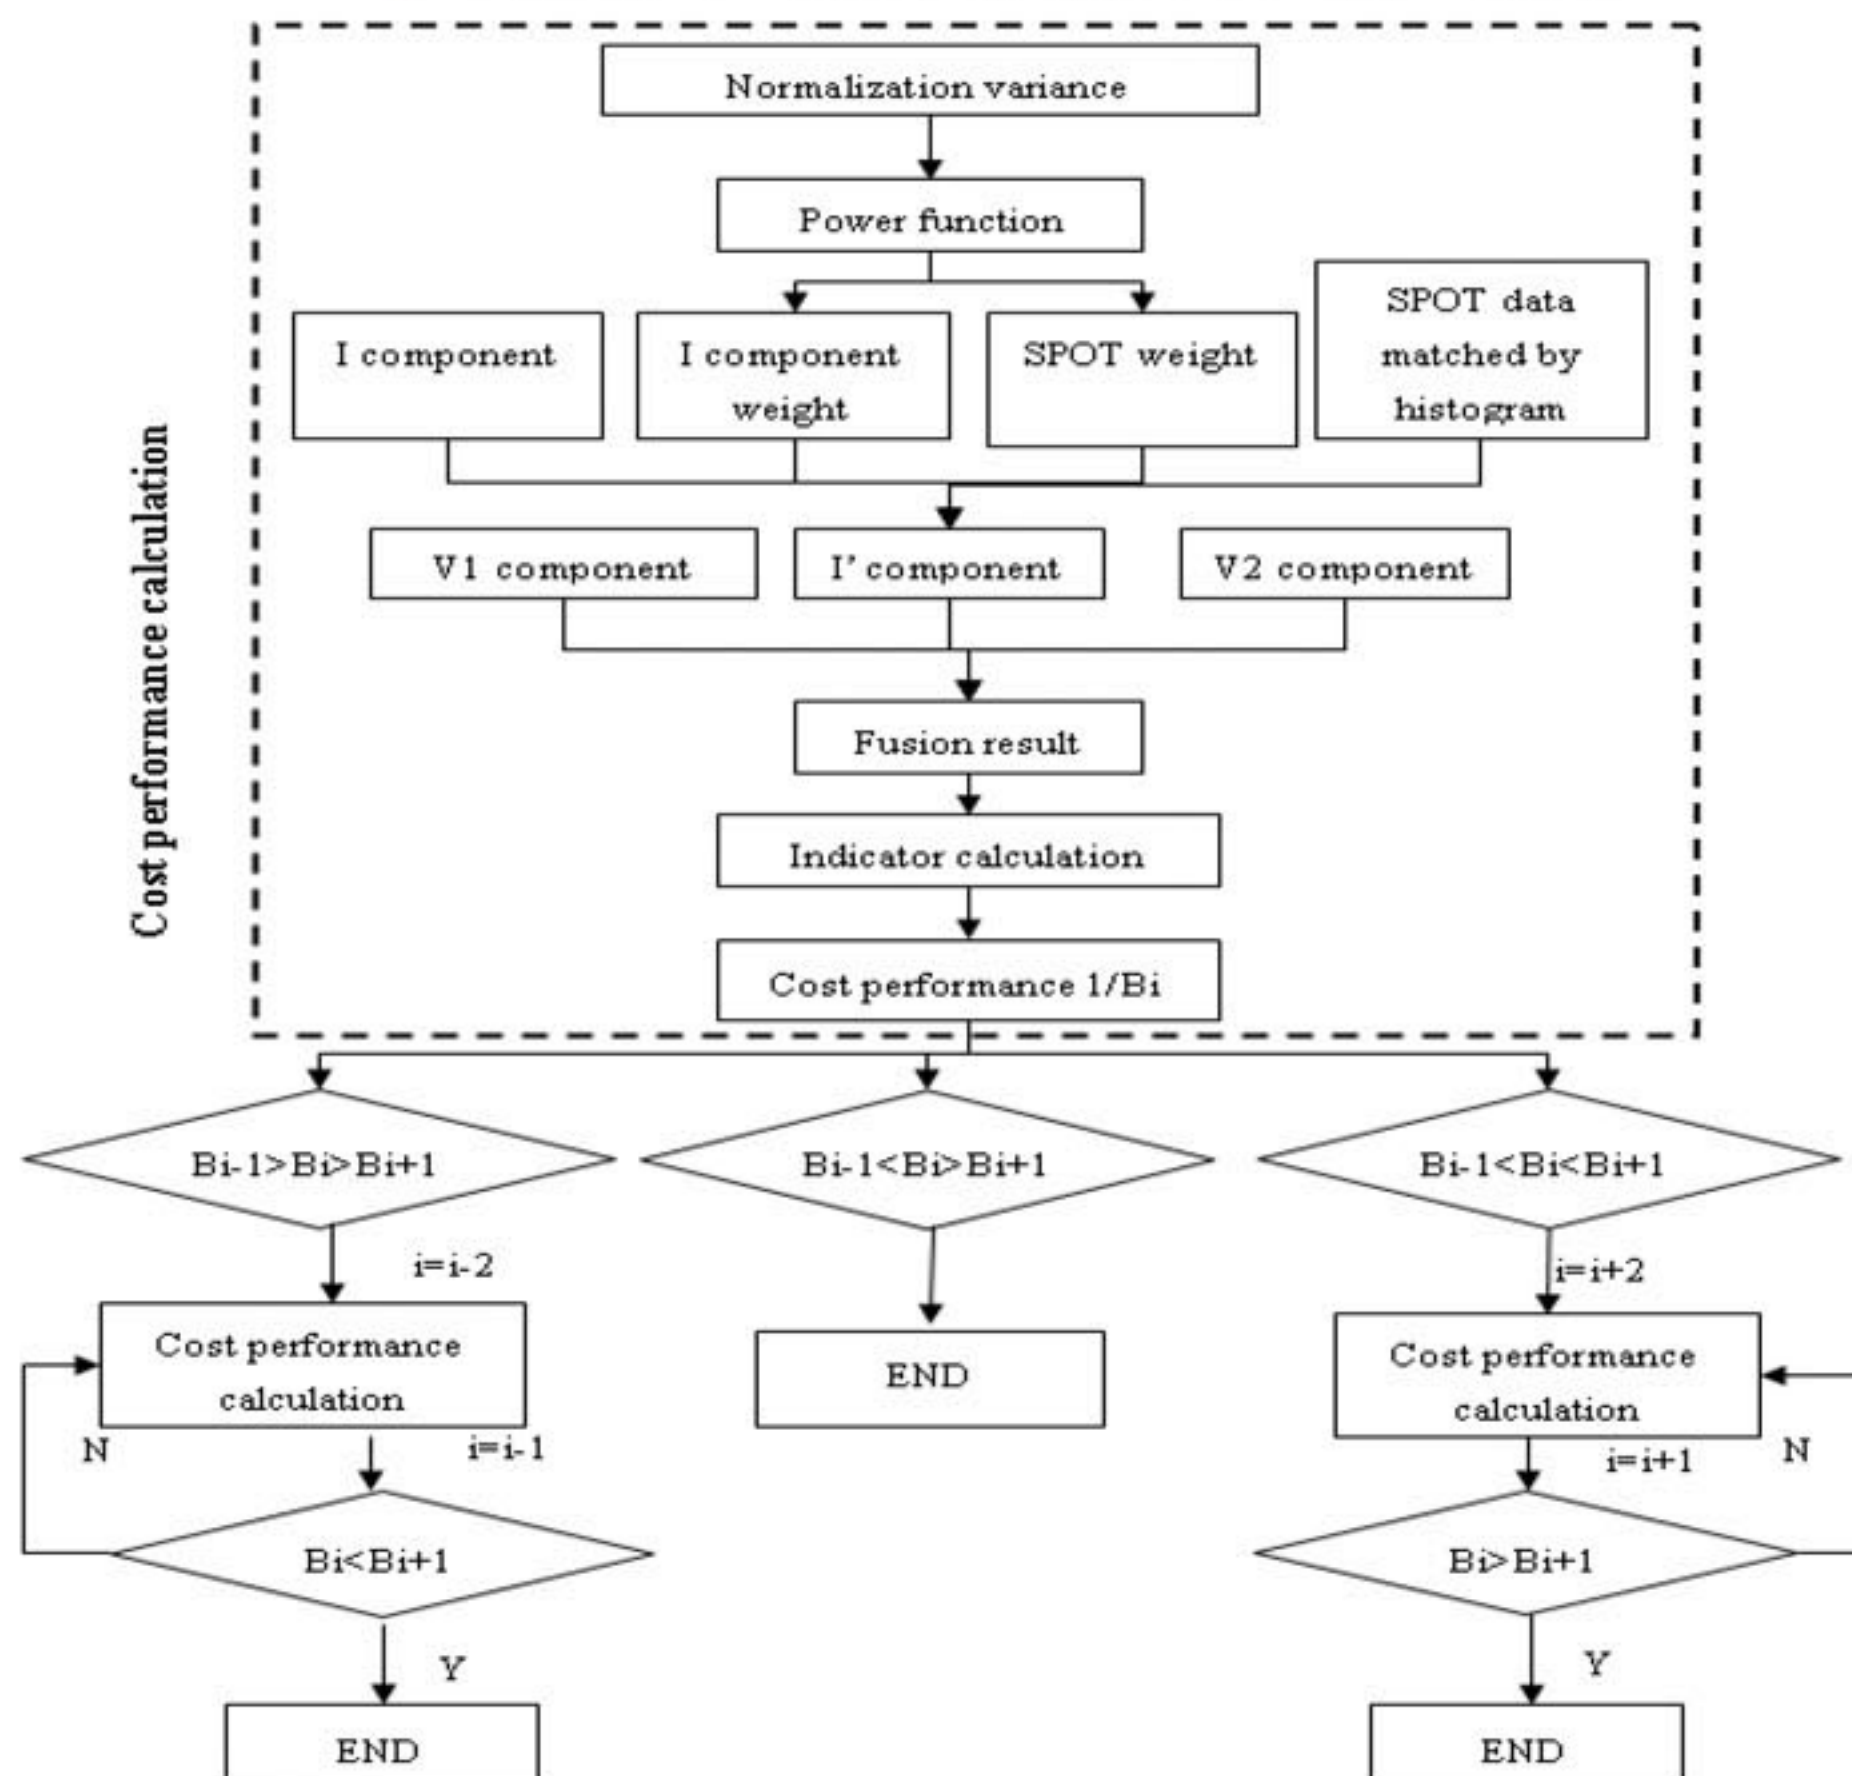 Normalization variance
Power function
I component
I component
weight
SPOT weight
SPOT data
matched by
histogram
Cost performance calculation
V1 component
I' component
V2 component
Fusion result
Indicator calculation
Cost performance 1/Bi
Bi-1>Bi>Bi+1
Bi-1<Bi>Bi+1
Bi-1<Bi<Bi+1
i=i-2
i=i+2
Cost performance
calculation
END
Cost performance
calculation
N
i=i-1
i=i+1
N
Bi<Bi+1
Bi>Bi+1
Y
Y
END
END